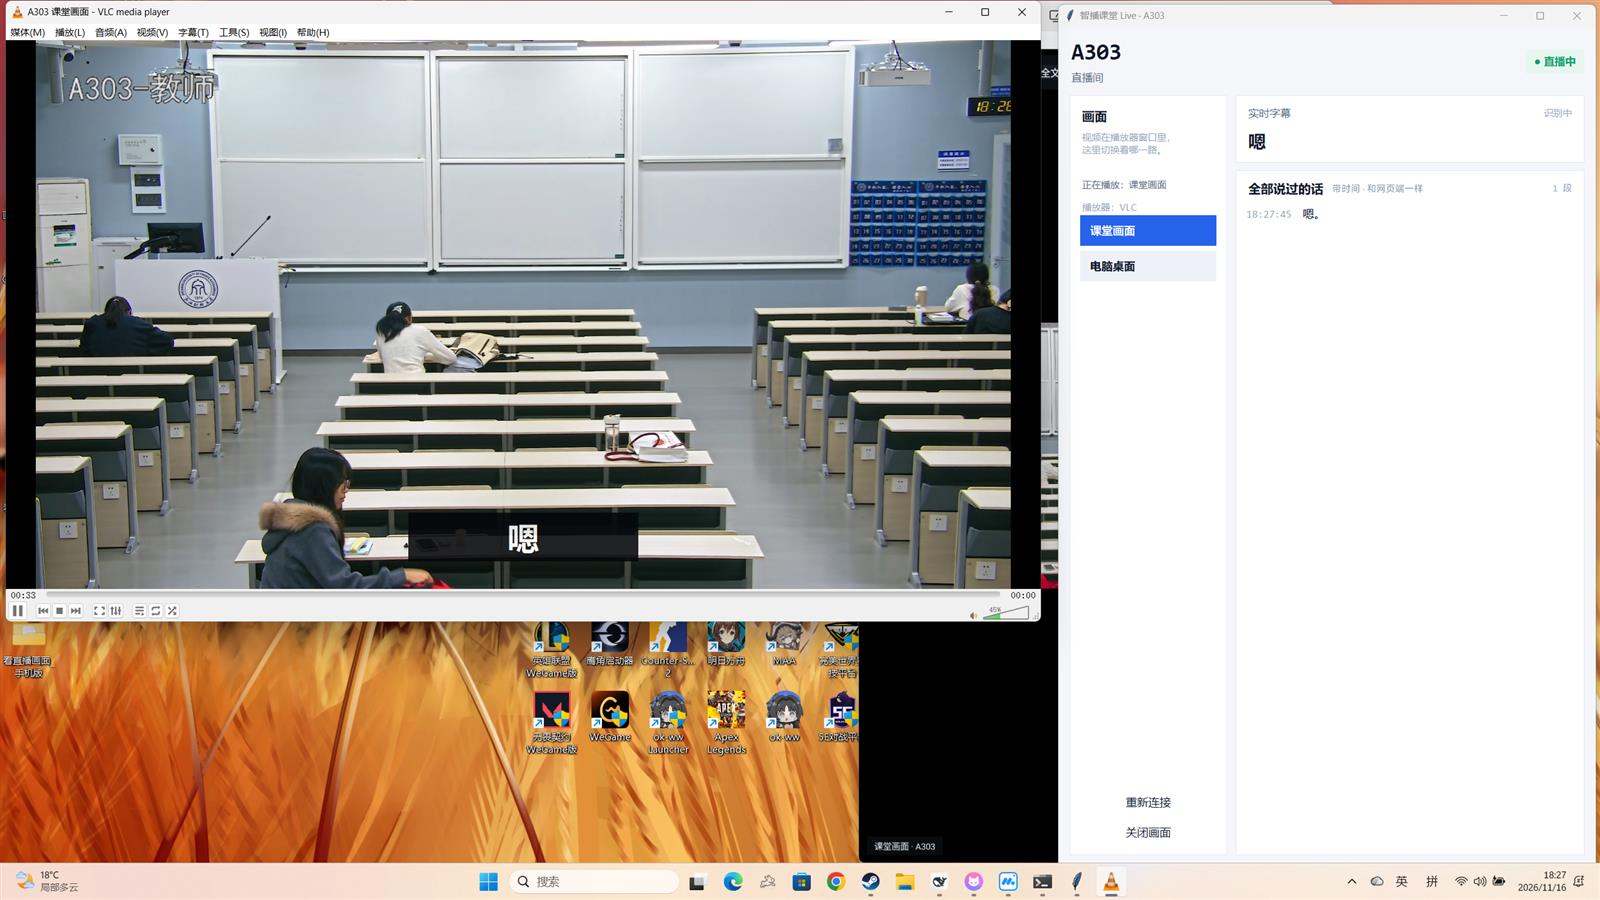 A303 课堂画面 - VLC media player
媒体(M) 播放(L) 音频(A) 视频(V) 字幕(T) 工具(S) 视图(I) 帮助(H)
A303-教师
18:28
嗯
00:33
00:00
45%
智播课堂 Live - A303
A303
直播间
直播中
画面
视频在播放器窗口里，
这里切换看哪一路。
正在播放：课堂画面
播放器：VLC
课堂画面
电脑桌面
重新连接
关闭画面
实时字幕
识别中
嗯
全部说过的话 带时间 · 和网页端一样
1 段
18:27:45 嗯。
全文
看直播画面_
手机版
英雄联盟
WeGame版
鹰角启动器
Counter-S...
2
明日方舟
MAA
完美世界
技平台
无畏契约
WeGame版
WeGame
ok-ww
Launcher
Apex
Legends
ok-ww
5E对战平
课堂画面 · A303
18°C
局部多云
搜索
英
拼
18:27
2026/11/16